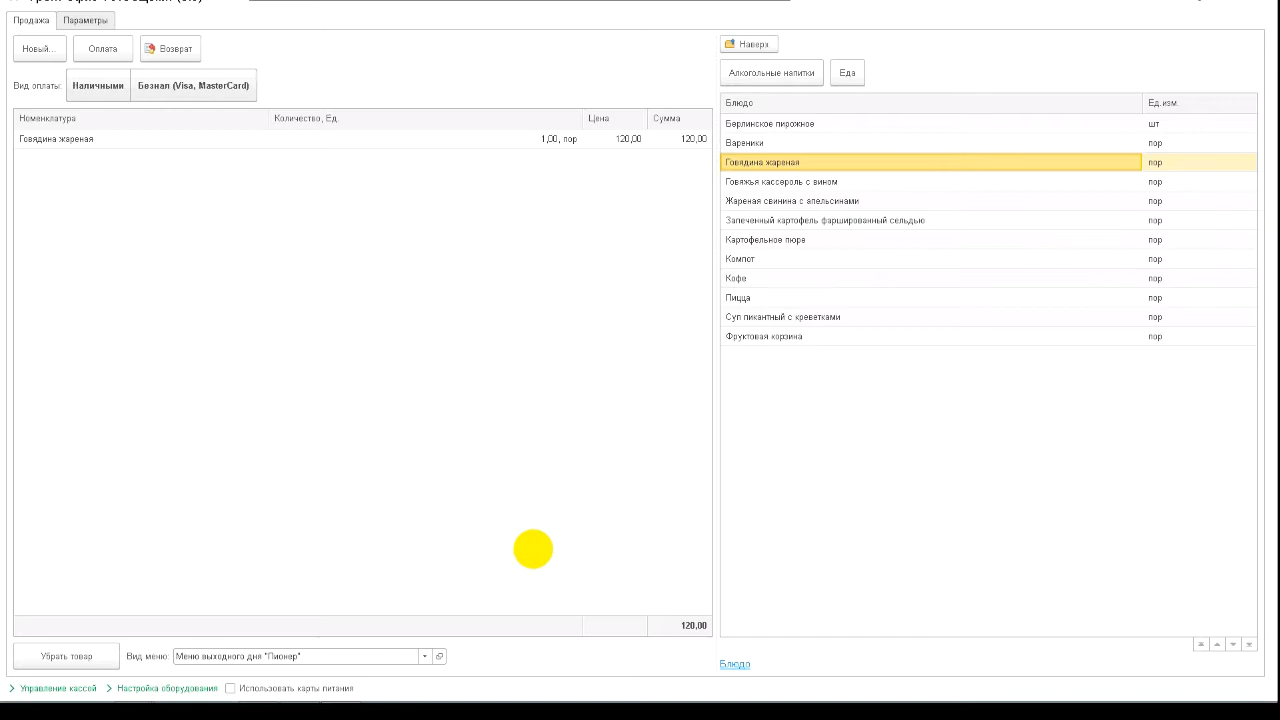 Продажа Параметры
Новый... Оплата Возврат
Вид оплаты: Наличными Безнал (Visa, MasterCard)
Номенклатура Количество, Ед. Цена Сумма
Говядина жареная 1,00, пор 120,00 120,00
120,00
Убрать товар Вид меню: Меню выходного дня "Пионер"
Управление кассой Настройка оборудования Использовать карты питания
Наверх
Алкогольные напитки Еда
Блюдо Ед.изм.
Берлинское пирожное шт
Вареники пор
Говядина жареная пор
Говяжья кассероль с вином пор
Жареная свинина с апельсинами пор
Запеченный картофель фаршированный сельдью пор
Картофельное пюре пор
Компот пор
Кофе пор
Пицца пор
Суп пикантный с креветками пор
Фруктовая корзина пор
Блюдо